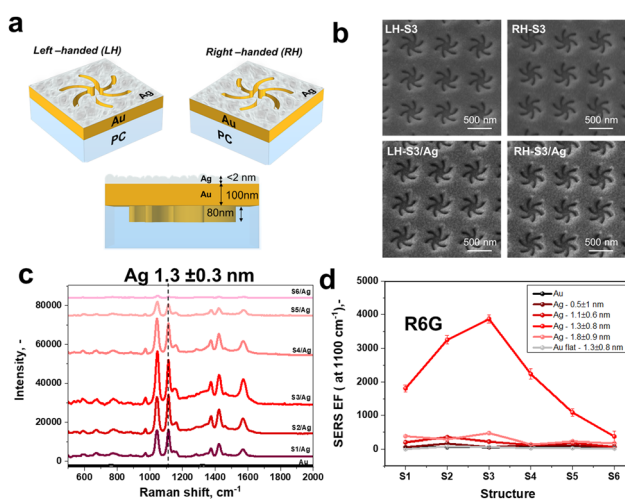 a
Left –handed (LH)
Right –handed (RH)
Ag
Au
PC
Ag
Au
PC
Ag
<2 nm
Au
100nm
80nm
b
LH-S3
RH-S3
500 nm
500 nm
LH-S3/Ag
RH-S3/Ag
500 nm
500 nm
c
Ag 1.3 ±0.3 nm
Intensity, -
80000
60000
40000
20000
0
S6/Ag
S5/Ag
S4/Ag
S3/Ag
S2/Ag
S1/Ag
Au
600 800 1000 1200 1400 1600 1800 2000
Raman shift, cm-1
d
R6G
SERS EF ( at 1100 cm-1),-
5000
4000
3000
2000
1000
0
Au
Ag - 0.5±1 nm
Ag - 1.1±0.6 nm
Ag - 1.3±0.8 nm
Ag - 1.8±0.9 nm
Au flat - 1.3±0.8 nm
S1 S2 S3 S4 S5 S6
Structure